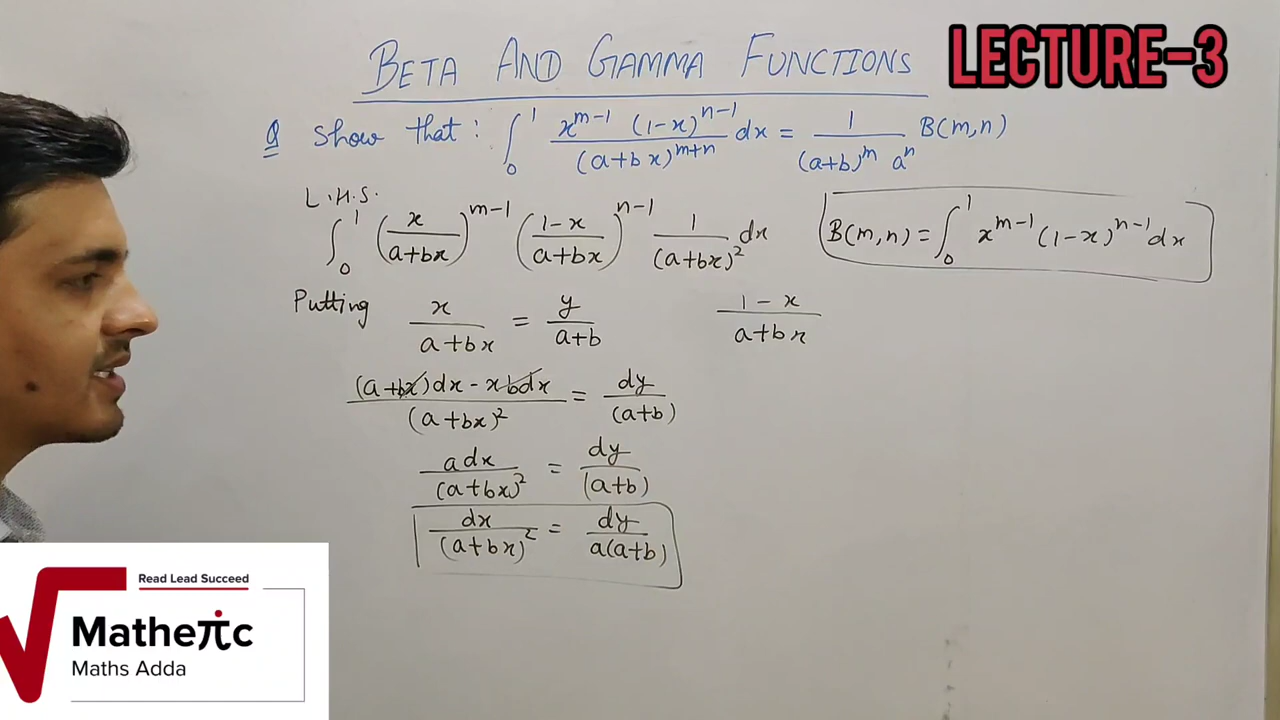 BETA AND GAMMA FUNCTIONS
LECTURE-3
Q Show that : ∫₀¹ x^{m-1} (1-x)^{n-1} / (a+bx)^{m+n} dx = 1 / (a+b)^m a^n B(m,n)
L.H.S.
∫₀¹ (x/(a+bx))^{m-1} ((1-x)/(a+bx))^{n-1} 1/(a+bx)² dx
B(m,n) = ∫₀¹ x^{m-1} (1-x)^{n-1} dx
Putting x/(a+bx) = y/(a+b)
(1-x)/(a+bx)
((a+bx)dx - xbdx)/(a+bx)² = dy/(a+b)
adx/(a+bx)² = dy/(a+b)
dx/(a+bx)² = dy/a(a+b)
Read Lead Succeed
Matheπc
Maths Adda